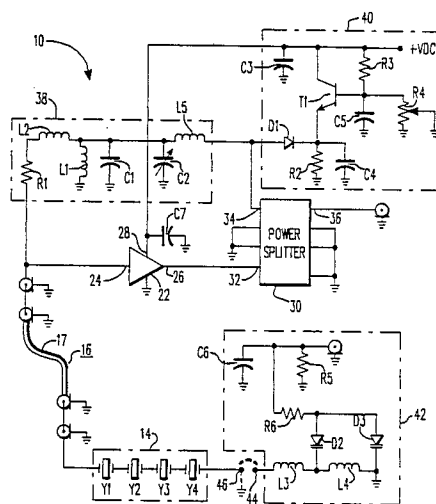 40
10
C3
R3
+VDC
38
T1
L5
C5
R4
L2
D1
L1
C1
C2
R2
C4
R1
C7
34
36
28
POWER
SPLITTER
24
26
32
22
30
17
16
C6
R5
42
R6
D3
14
D2
46
44
L3
L4
Y1 Y2 Y3 Y4